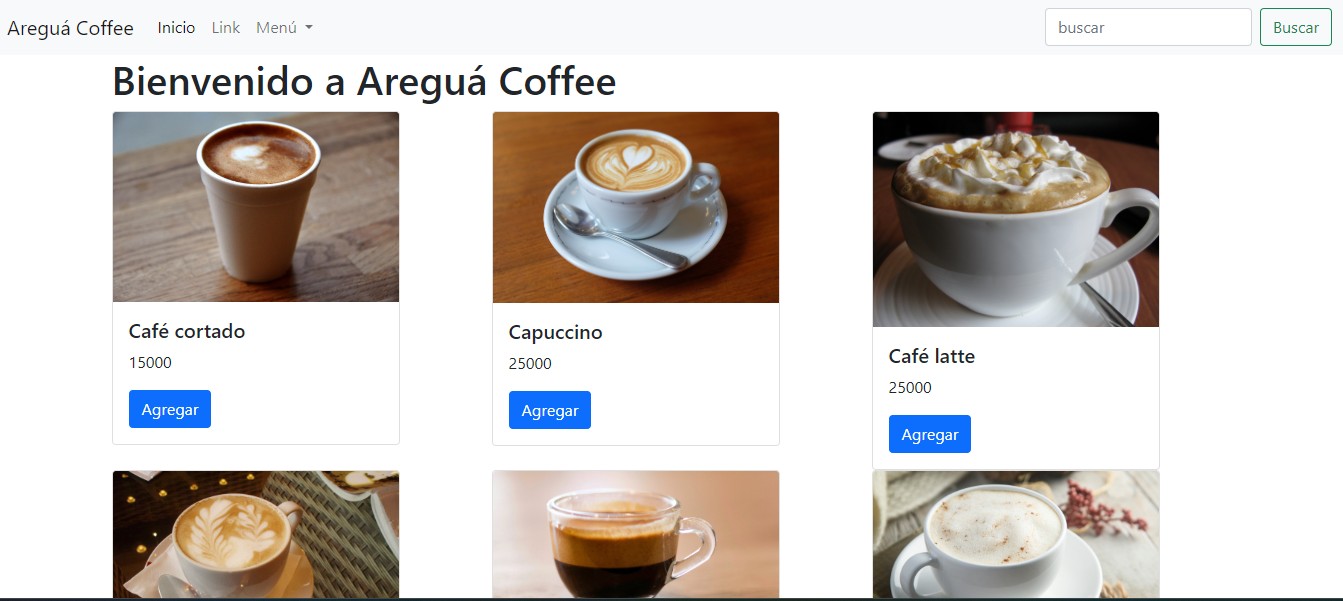 Areguá Coffee Inicio Link Menú buscar Buscar
Bienvenido a Areguá Coffee
Café cortado
15000
Agregar
Capuccino
25000
Agregar
Café latte
25000
Agregar